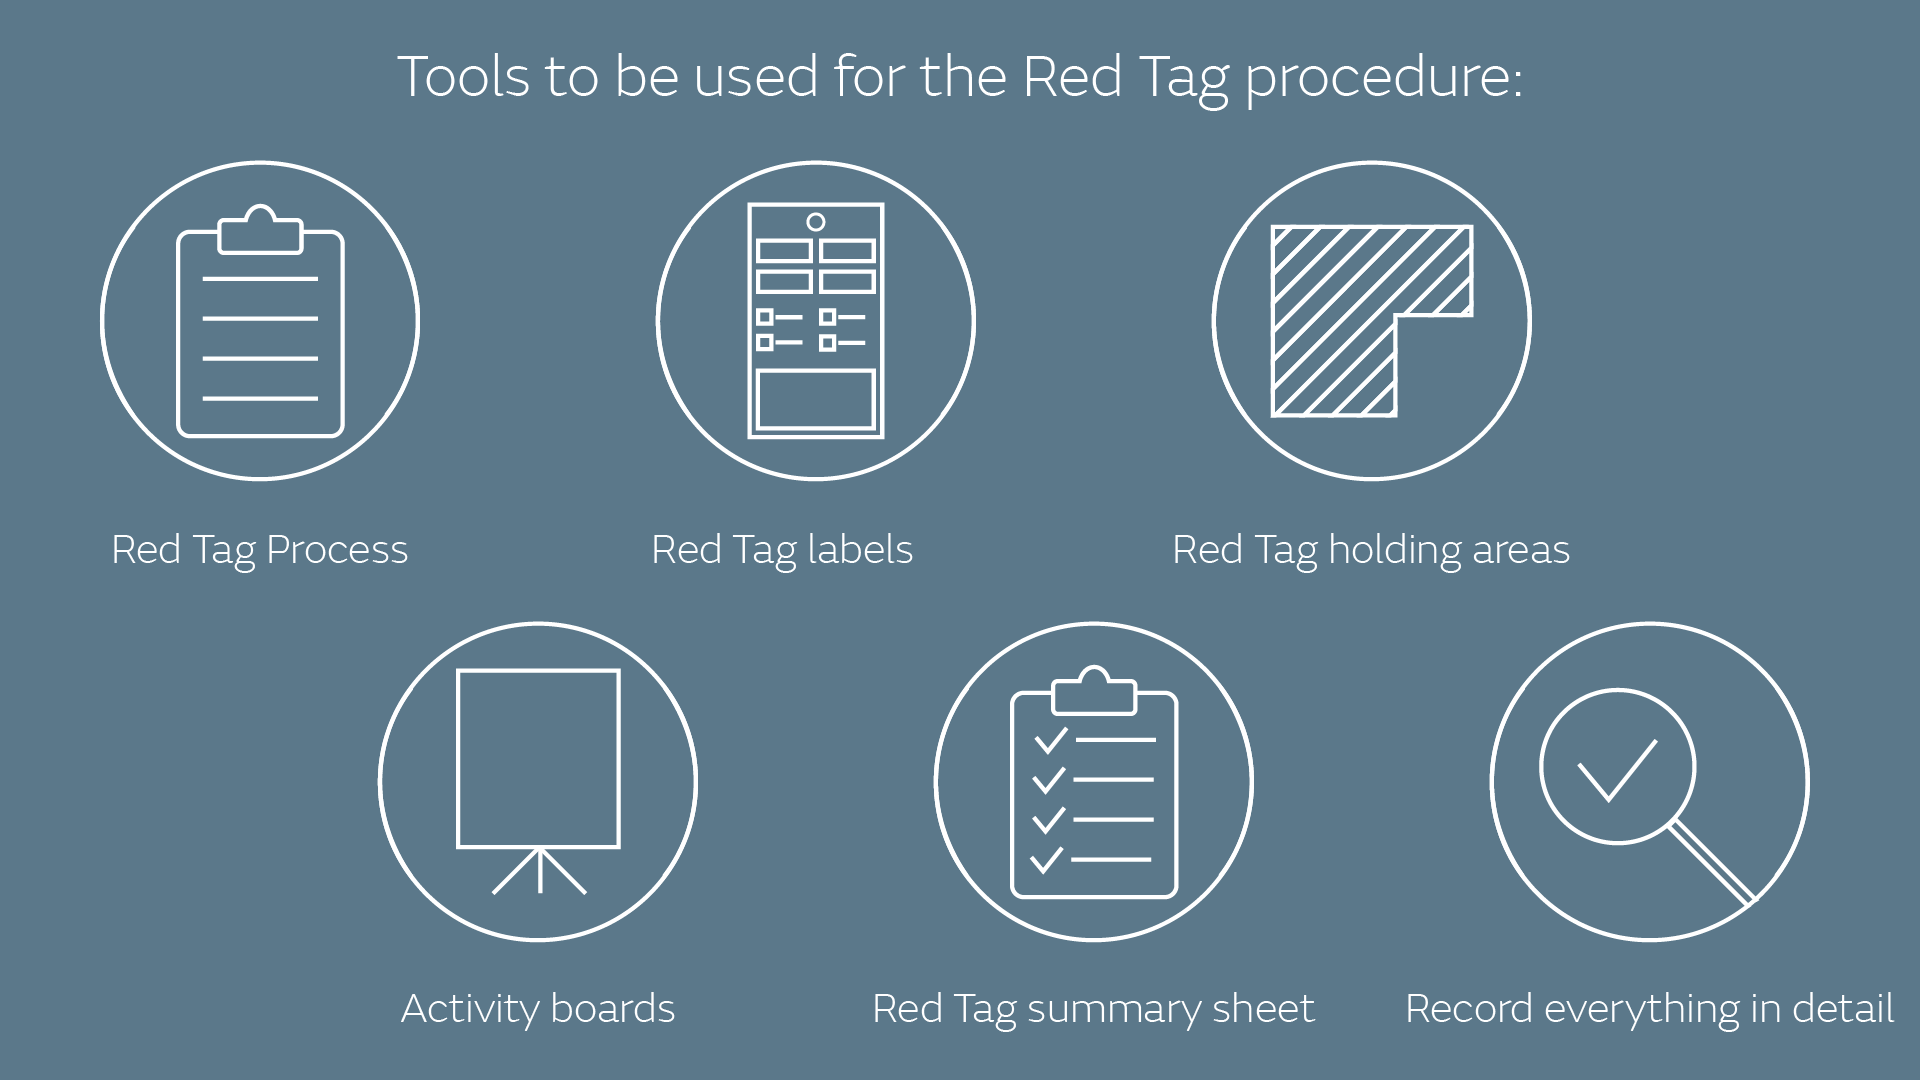 Tools to be used for the Red Tag procedure:
Red Tag Process
Red Tag labels
Red Tag holding areas
Activity boards
Red Tag summary sheet
Record everything in detail